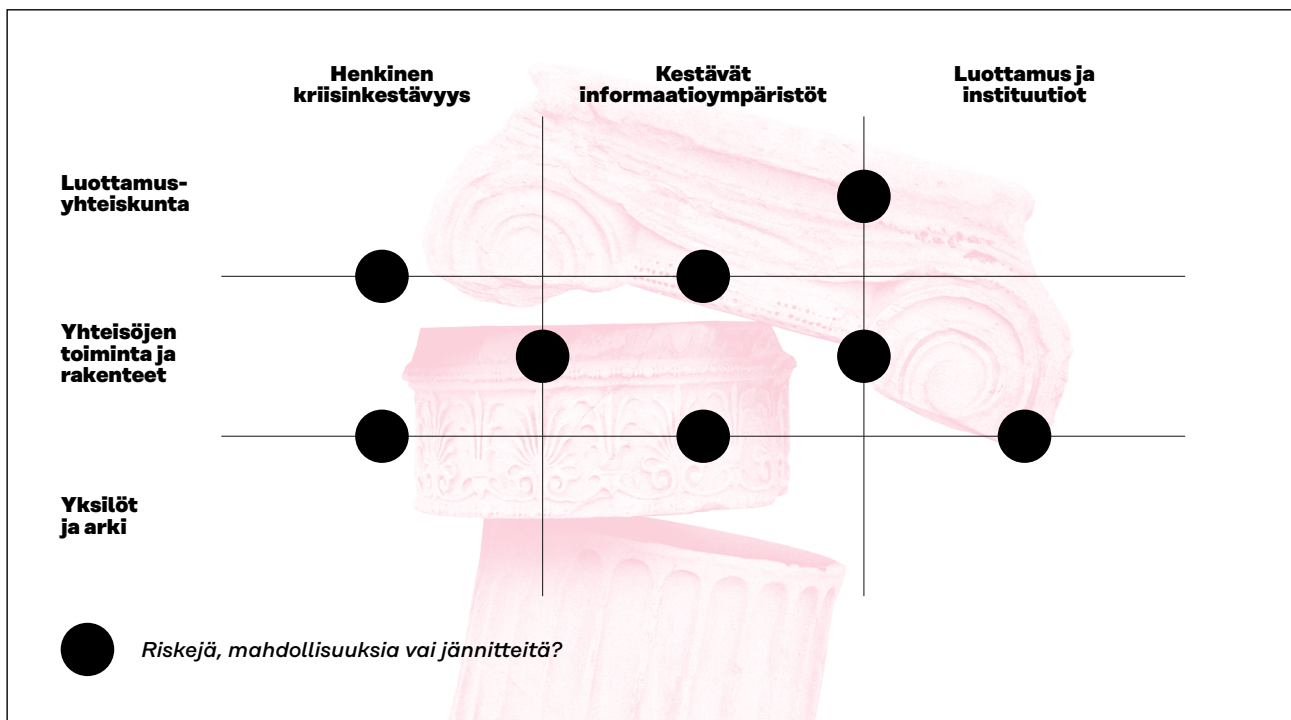 Henkinen
kriisinkestävyys
Kestävät
informaatioympäristöt
Luottamus ja
instituutiot
Luottamus-
yhteiskunta
Yhteisöjen
toiminta ja
rakenteet
Yksilöt
ja arki
Riskejä, mahdollisuuksia vai jännitteitä?